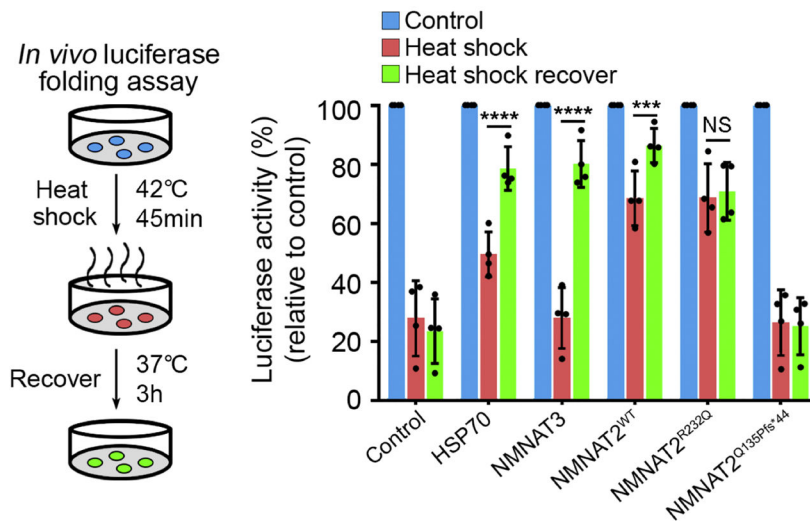 In vivo luciferase
folding assay
Heat
shock
42℃
45min
Recover
37℃
3h
Control
Heat shock
Heat shock recover
Luciferase activity (%)
(relative to control)
100
80
60
40
20
0
****
****
***
NS
Control
HSP70
NMNAT3
NMNAT2WT
NMNAT2R232Q
NMNAT2Q135Pfs*44